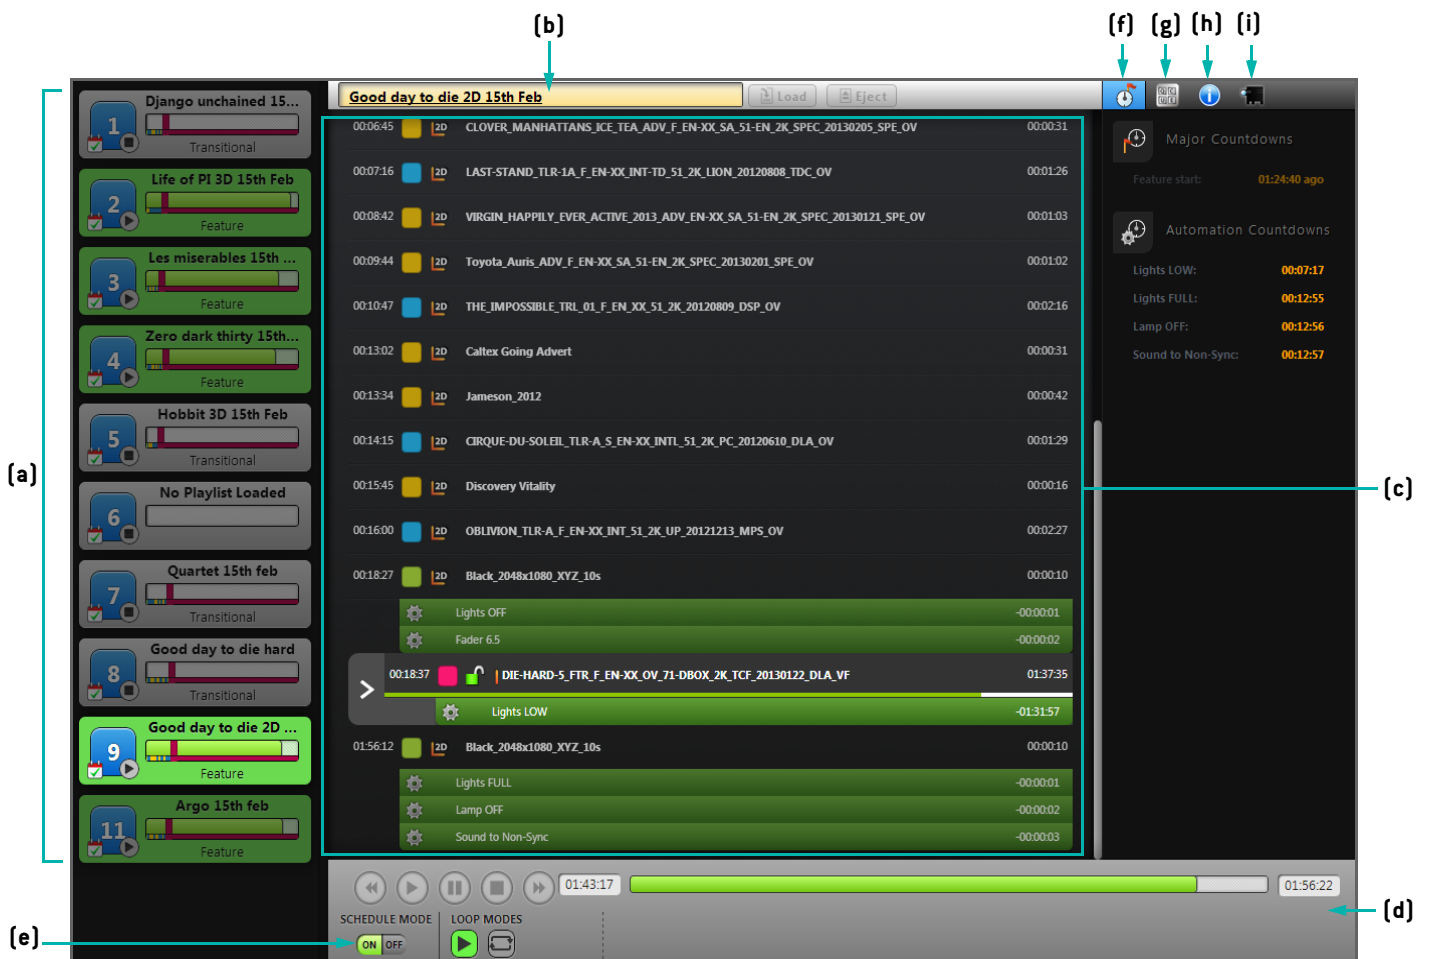 (b)
(f) (g) (h) (i)
(a)
Django unchained 15...
1
Transitional
Life of PI 3D 15th Feb
2
Feature
Les miserables 15th ...
3
Feature
Zero dark thirty 15th...
4
Feature
Hobbit 3D 15th Feb
5
Transitional
No Playlist Loaded
6
Quartet 15th feb
7
Transitional
Good day to die hard
8
Transitional
Good day to die 2D ...
9
Feature
Argo 15th feb
11
Feature
Good day to die 2D 15th Feb
Load Eject
00:06:45 2D CLOVER_MANHATTANS_ICE_TEA_ADV_F_EN-XX_SA_51-EN_2K_SPEC_20130205_SPE_OV 00:00:31
00:07:16 2D LAST-STAND_TLR-1A_F_EN-XX_INT-TD_51_2K_LION_20120808_TDC_OV 00:01:26
00:08:42 2D VIRGIN_HAPPILY_EVER_ACTIVE_2013_ADV_EN-XX_SA_51-EN_2K_SPEC_20130121_SPE_OV 00:01:03
00:09:44 2D Toyota_Auris_ADV_F_EN-XX_SA_51-EN_2K_SPEC_20130201_SPE_OV 00:01:02
00:10:47 2D THE_IMPOSSIBLE_TRL_01_F_EN_XX_51_2K_20120809_DSP_OV 00:02:16
00:13:02 2D Caltex Going Advert 00:00:31
00:13:34 2D Jameson_2012 00:00:42
00:14:15 2D CIRQUE-DU-SOLEIL_TLR-A_S_EN-XX_INTL_51_2K_PC_20120610_DLA_OV 00:01:29
00:15:45 2D Discovery Vitality 00:00:16
00:16:00 2D OBLIVION_TLR-A_F_EN-XX_INT_51_2K_UP_20121213_MPS_OV 00:02:27
00:18:27 2D Black_2048x1080_XYZ_10s 00:00:10
Lights OFF -00:00:01
Fader 6.5 -00:00:02
00:18:37 DIE-HARD-5_FTR_F_EN-XX_OV_71-DBOX_2K_TCF_20130122_DLA_VF 01:37:35
Lights LOW -01:31:57
01:56:12 2D Black_2048x1080_XYZ_10s 00:00:10
Lights FULL -00:00:01
Lamp OFF -00:00:02
Sound to Non-Sync -00:00:03
Major Countdowns
Feature start: 01:24:40 ago
Automation Countdowns
Lights LOW: 00:07:17
Lights FULL: 00:12:55
Lamp OFF: 00:12:56
Sound to Non-Sync: 00:12:57
(c)
01:43:17 01:56:22
(d)
SCHEDULE MODE LOOP MODES
(e)
ON OFF